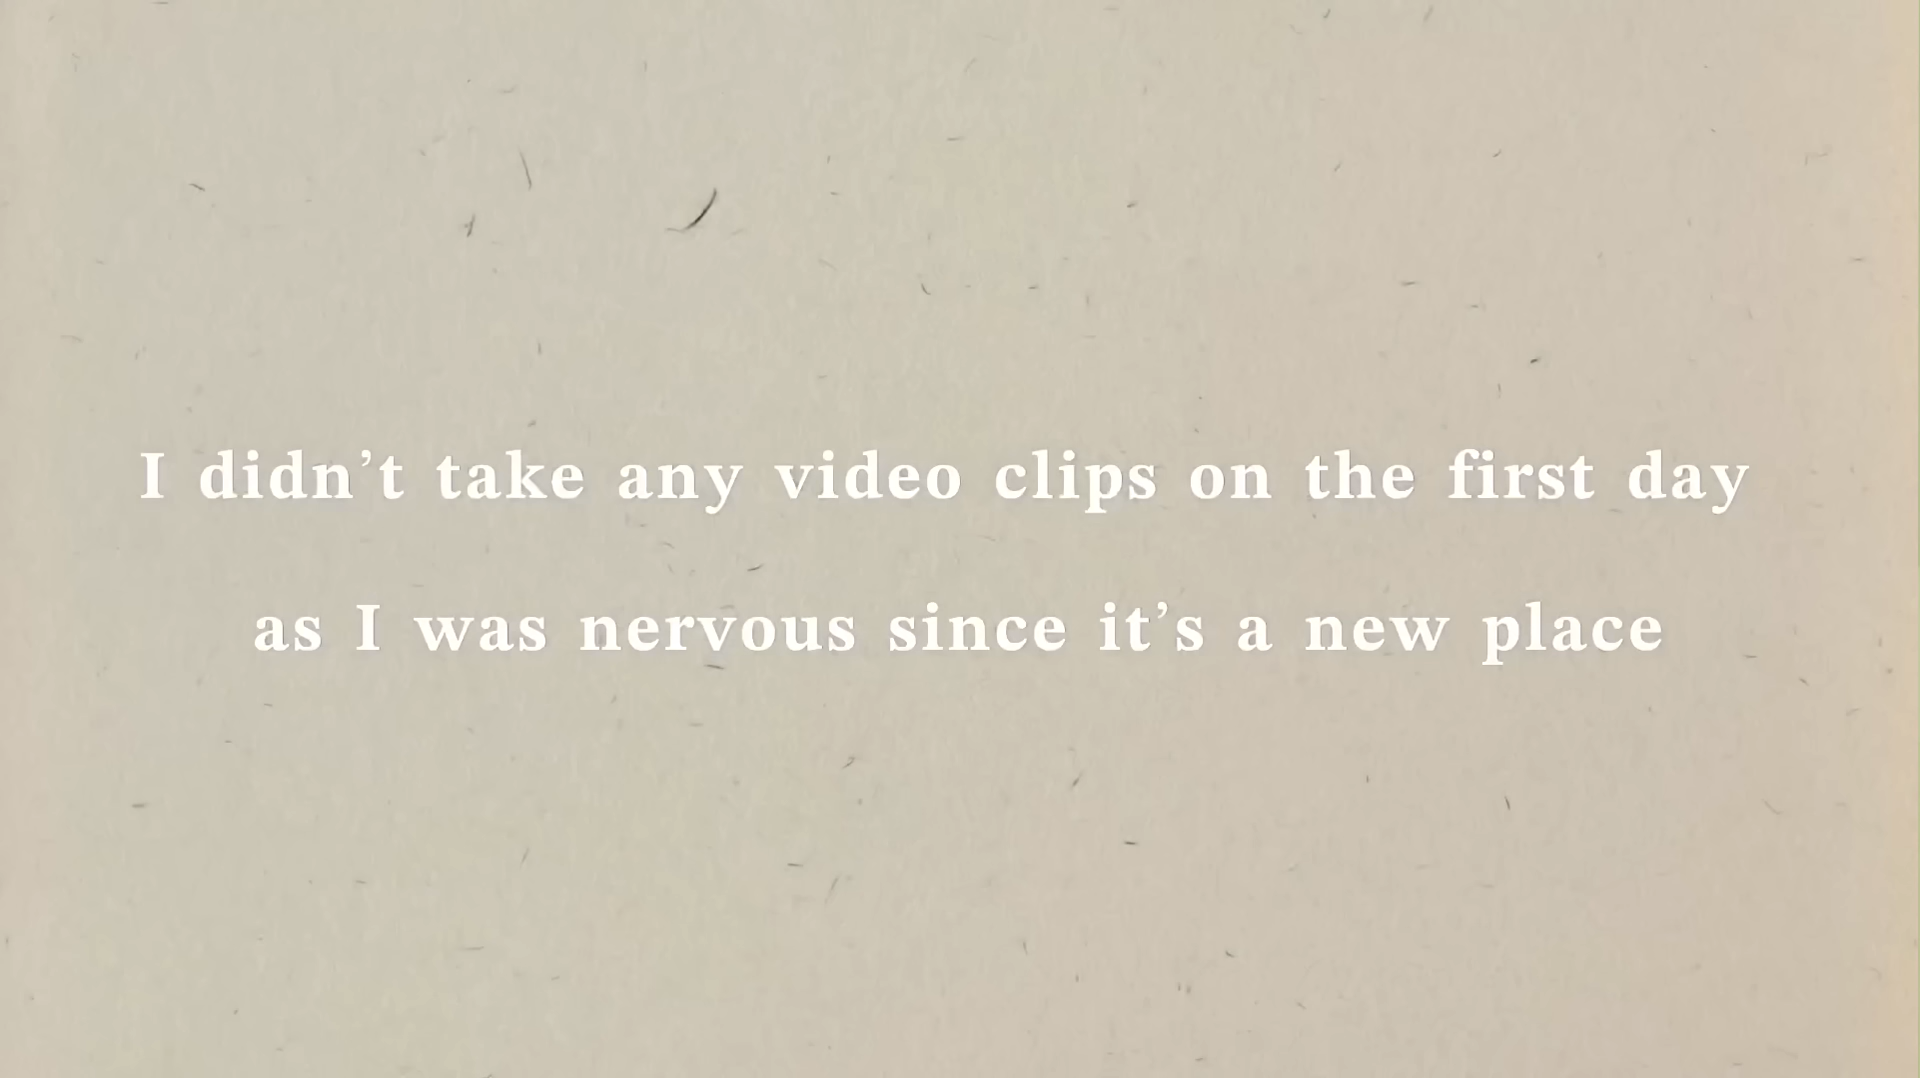 I didn’t take any video clips on the first day
as I was nervous since it’s a new place